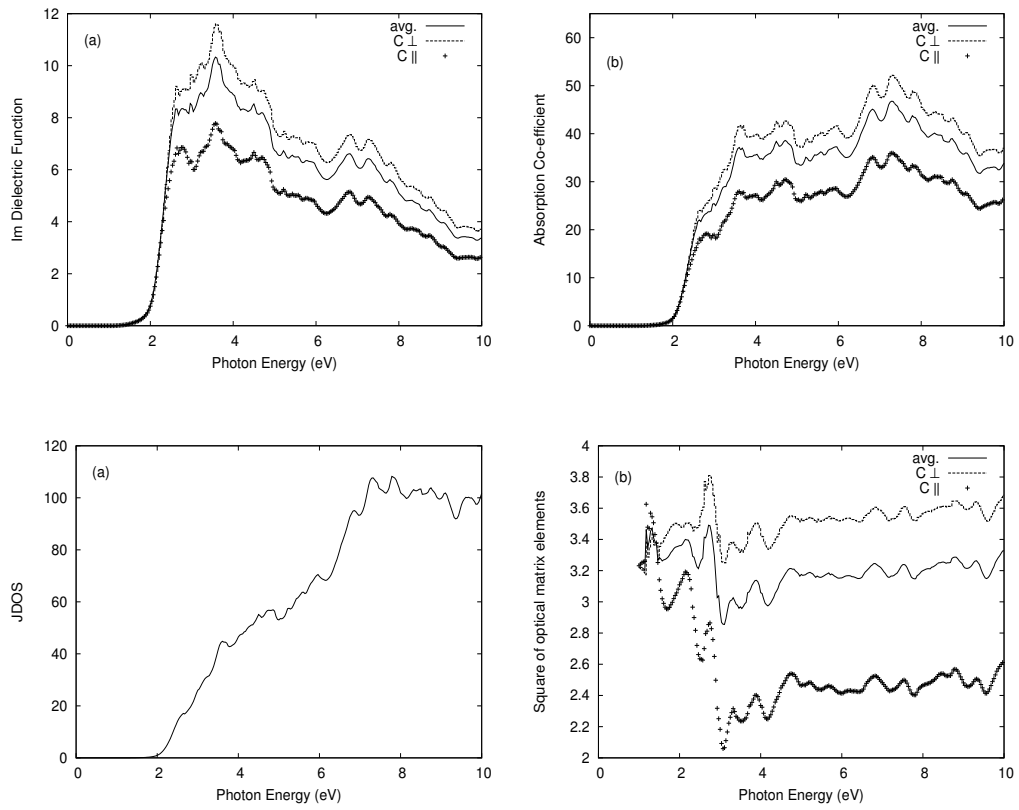 12
10
8
6
4
2
0
0 2 4 6 8 10
Im Dielectric Function
Photon Energy (eV)
(a)
avg.
C ⊥
C ||
60
50
40
30
20
10
0
0 2 4 6 8 10
Absorption Co-efficient
Photon Energy (eV)
(b)
avg.
C ⊥
C ||
120
100
80
60
40
20
0
0 2 4 6 8 10
JDOS
Photon Energy (eV)
(a)
4
3.8
3.6
3.4
3.2
3
2.8
2.6
2.4
2.2
2
0 2 4 6 8 10
Square of optical matrix elements
Photon Energy (eV)
(b)
avg.
C ⊥
C ||